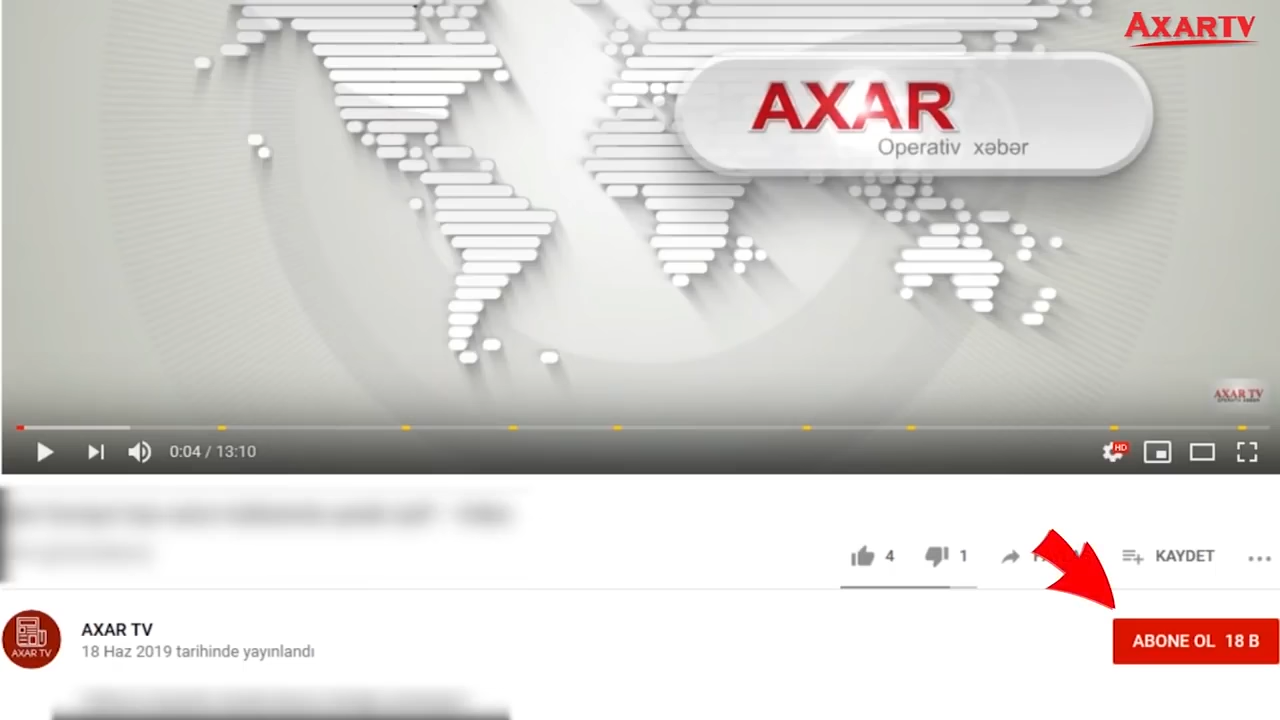 AXARTV
AXAR
Operativ xəbər
AXAR TV
0:04 / 13:10
HD
4
1
KAYDET
AXAR TV
AXAR TV
18 Haz 2019 tarihinde yayınlandı
ABONE OL 18 B